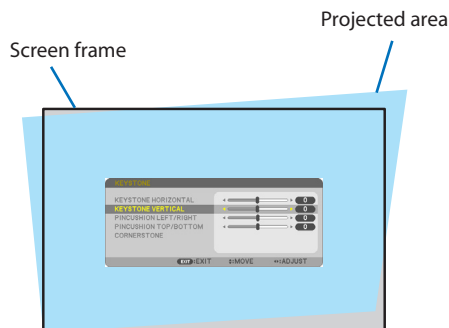 Projected area
Screen frame
KEYSTONE
KEYSTONE HORIZONTAL 0
KEYSTONE VERTICAL 0
PINCUSHION LEFT/RIGHT 0
PINCUSHION TOP/BOTTOM 0
CORNERSTONE
EXIT :EXIT ↕:MOVE ◂▸:ADJUST